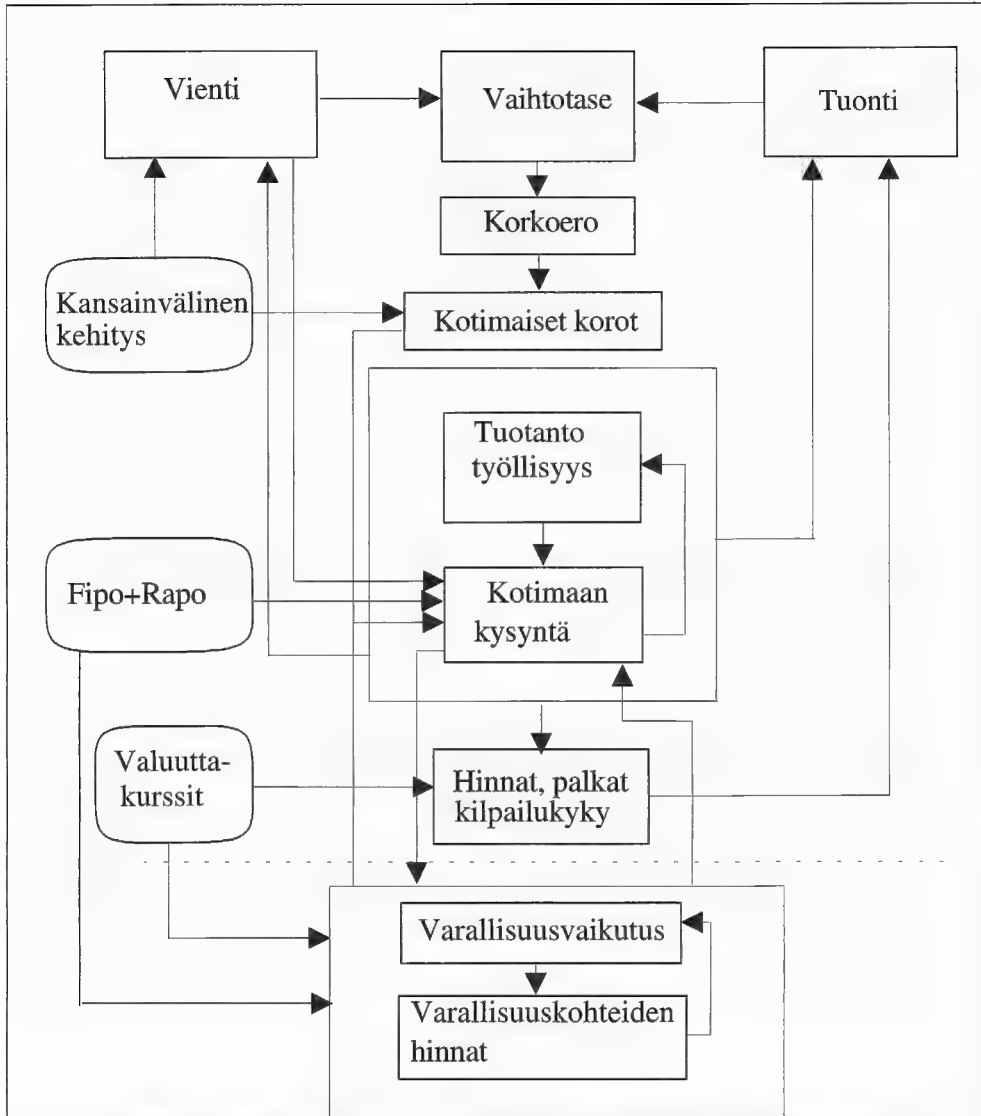 Vienti
Vaihtotase
Tuonti
Korkoero
Kansainvälinen
kehitys
Kotimaiset korot
Tuotanto
työllisyys
Fipo+Rapo
Kotimaan
kysyntä
Valuutta-
kurssit
Hinnat, palkat
kilpailukyky
Varallisuusvaikutus
Varallisuuskohteiden
hinnat